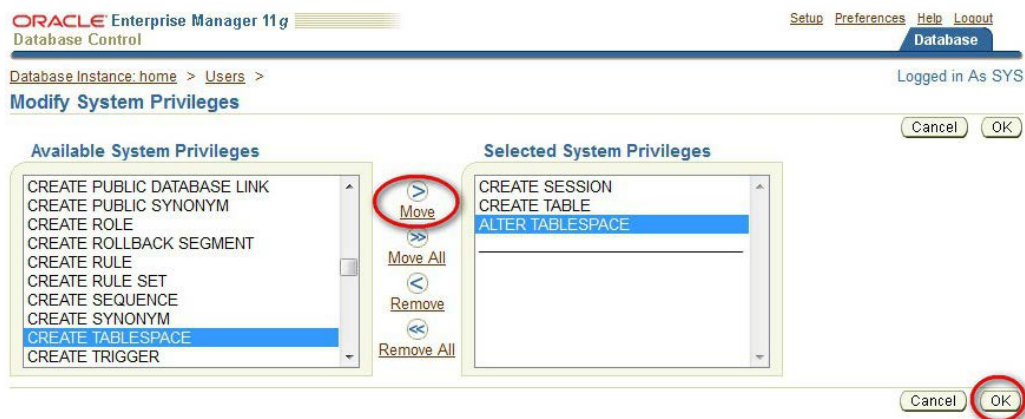 ORACLE Enterprise Manager 11g
Database Control
Setup Preferences Help Logout
Database
Database Instance: home > Users >
Logged in As SYS
Modify System Privileges
Cancel OK
Available System Privileges
Selected System Privileges
CREATE PUBLIC DATABASE LINK
CREATE PUBLIC SYNONYM
CREATE ROLE
CREATE ROLLBACK SEGMENT
CREATE RULE
CREATE RULE SET
CREATE SEQUENCE
CREATE SYNONYM
CREATE TABLESPACE
CREATE TRIGGER
Move
Move All
Remove
Remove All
CREATE SESSION
CREATE TABLE
ALTER TABLESPACE
Cancel OK